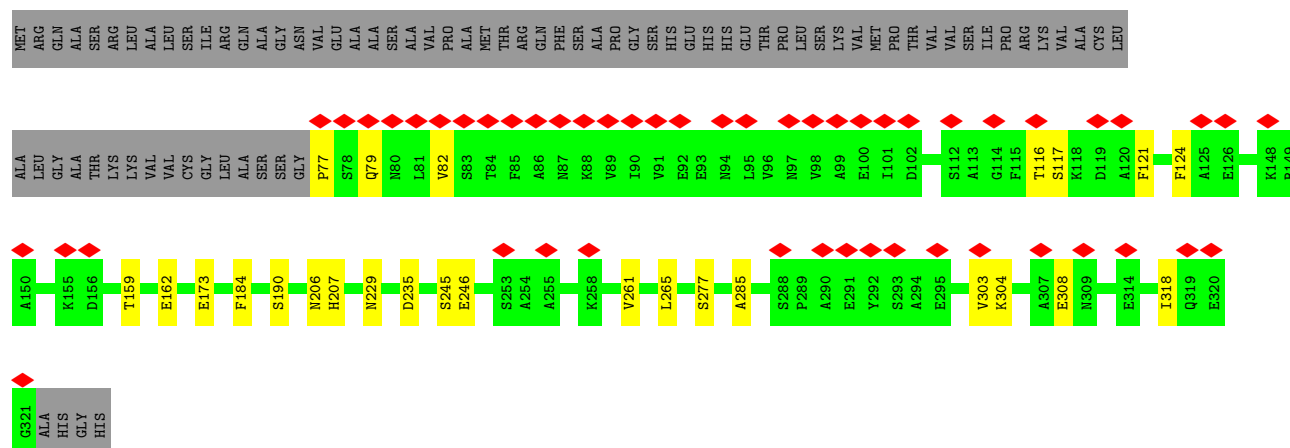 MET ARG GLN ALA SER ARG LEU ALA LEU SER ILE ARG GLN ALA GLY ASN VAL GLU ALA ALA SER ALA VAL PRO ALA MET THR ARG GLN PHE SER ALA PRO GLY SER HIS GLU HIS HIS GLU THR PRO LEU SER LYS VAL MET PRO THR VAL VAL SER ILE PRO ARG LYS VAL ALA CYS LEU
ALA LEU GLY ALA THR LYS LYS VAL VAL CYS GLY LEU ALA SER SER GLY P77 S78 Q79 N80 L81 V82 S83 T84 F85 A86 N87 K88 V89 I90 V91 E92 E93 N94 L95 V96 N97 V98 A99 E100 I101 D102 S112 A113 G114 F115 T116 S117 K118 D119 A120 F121 F124 A125 E126 K148
A150 K155 D156 T159 E162 E173 F184 S190 N206 H207 N229 D235 S245 E246 S253 A254 A255 K258 V261 L265 S277 A285 S288 P289 A290 E291 Y292 S293 A294 E295 V303 K304 A307 E308 N309 E314 I318 Q319 E320
G321 ALA HIS GLY HIS